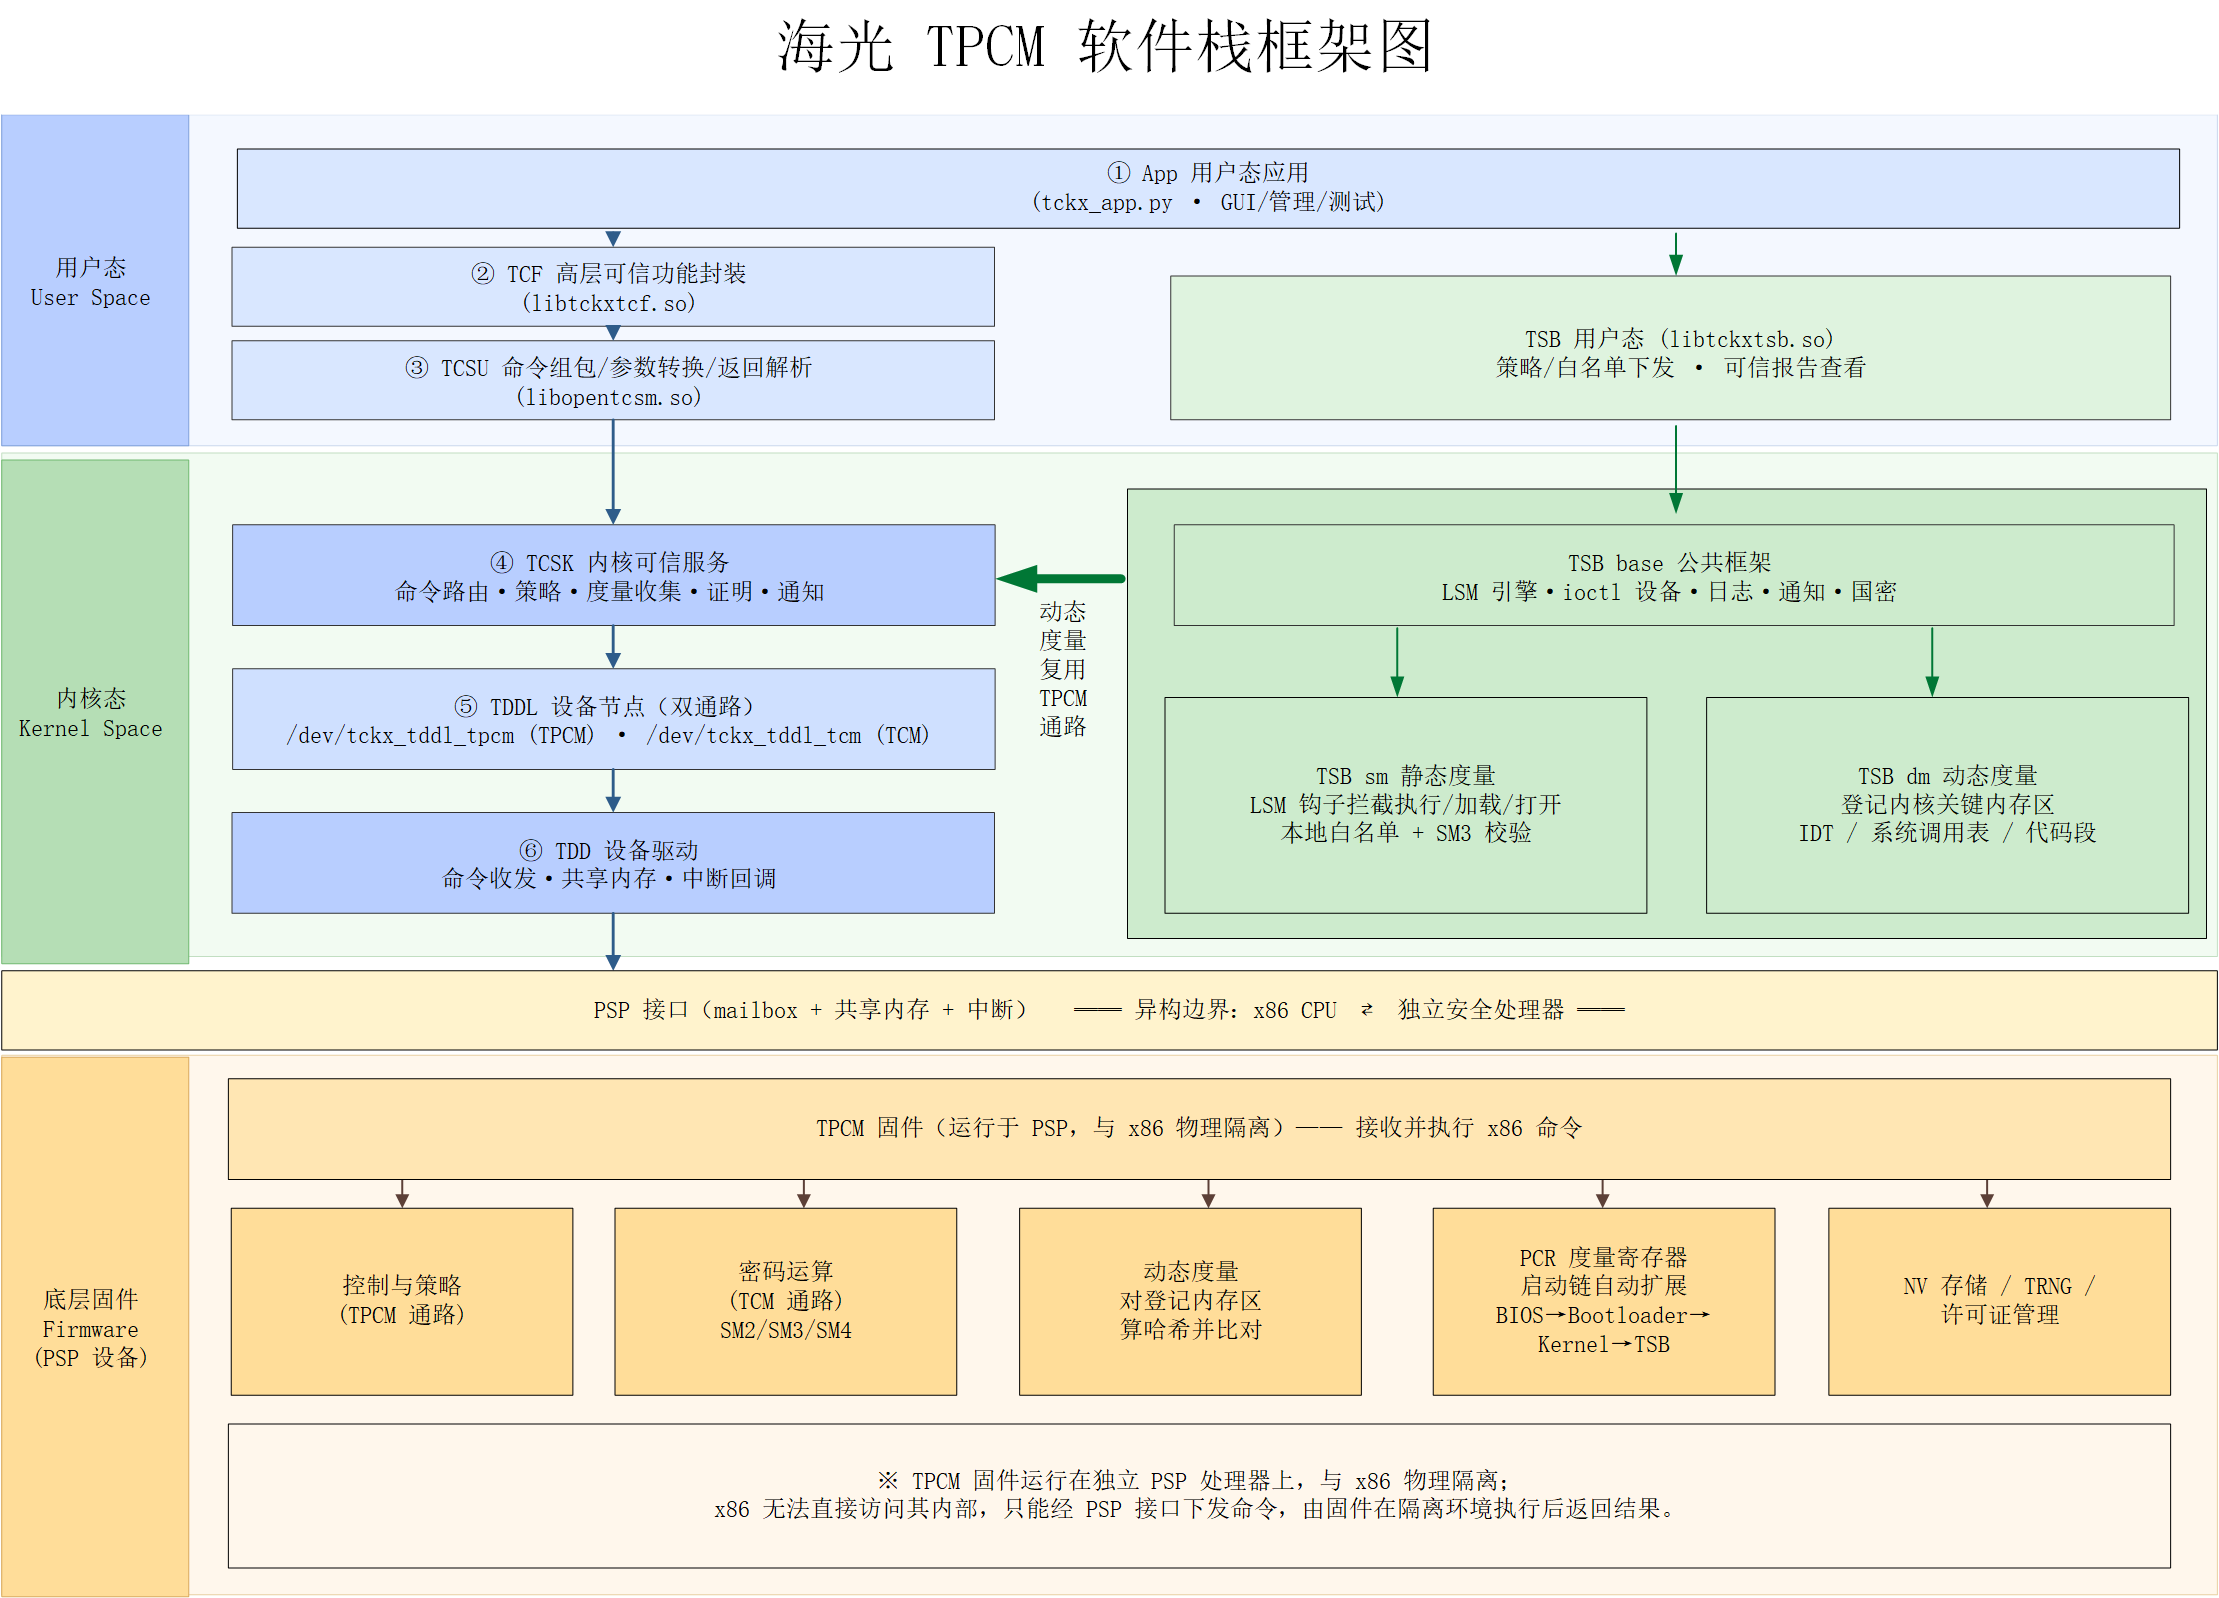 海光 TPCM 软件栈框架图
用户态
User Space
① App 用户态应用
(tckx_app.py • GUI/管理/测试)
② TCF 高层可信功能封装
(libtckxtcf.so)
③ TCSU 命令组包/参数转换/返回解析
(libopentcsm.so)
TSB 用户态 (libtckxtsb.so)
策略/白名单下发 • 可信报告查看
内核态
Kernel Space
④ TCSK 内核可信服务
命令路由•策略•度量收集•证明•通知
⑤ TDDL 设备节点（双通路）
/dev/tckx_tddl_tpcm (TPCM) • /dev/tckx_tddl_tcm (TCM)
⑥ TDD 设备驱动
命令收发•共享内存•中断回调
动态
度量
复用
TPCM
通路
TSB base 公共框架
LSM 引擎•ioctl 设备•日志•通知•国密
TSB sm 静态度量
LSM 钩子拦截执行/加载/打开
本地白名单 + SM3 校验
TSB dm 动态度量
登记内核关键内存区
IDT / 系统调用表 / 代码段
PSP 接口（mailbox + 共享内存 + 中断） ════ 异构边界: x86 CPU ⇄ 独立安全处理器 ════
底层固件
Firmware
(PSP 设备)
TPCM 固件（运行于 PSP，与 x86 物理隔离）—— 接收并执行 x86 命令
控制与策略
(TPCM 通路)
密码运算
(TCM 通路)
SM2/SM3/SM4
动态度量
对登记内存区
算哈希并比对
PCR 度量寄存器
启动链自动扩展
BIOS→Bootloader→
Kernel→TSB
NV 存储 / TRNG /
许可证管理
※ TPCM 固件运行在独立 PSP 处理器上，与 x86 物理隔离；
x86 无法直接访问其内部，只能经 PSP 接口下发命令，由固件在隔离环境执行后返回结果。